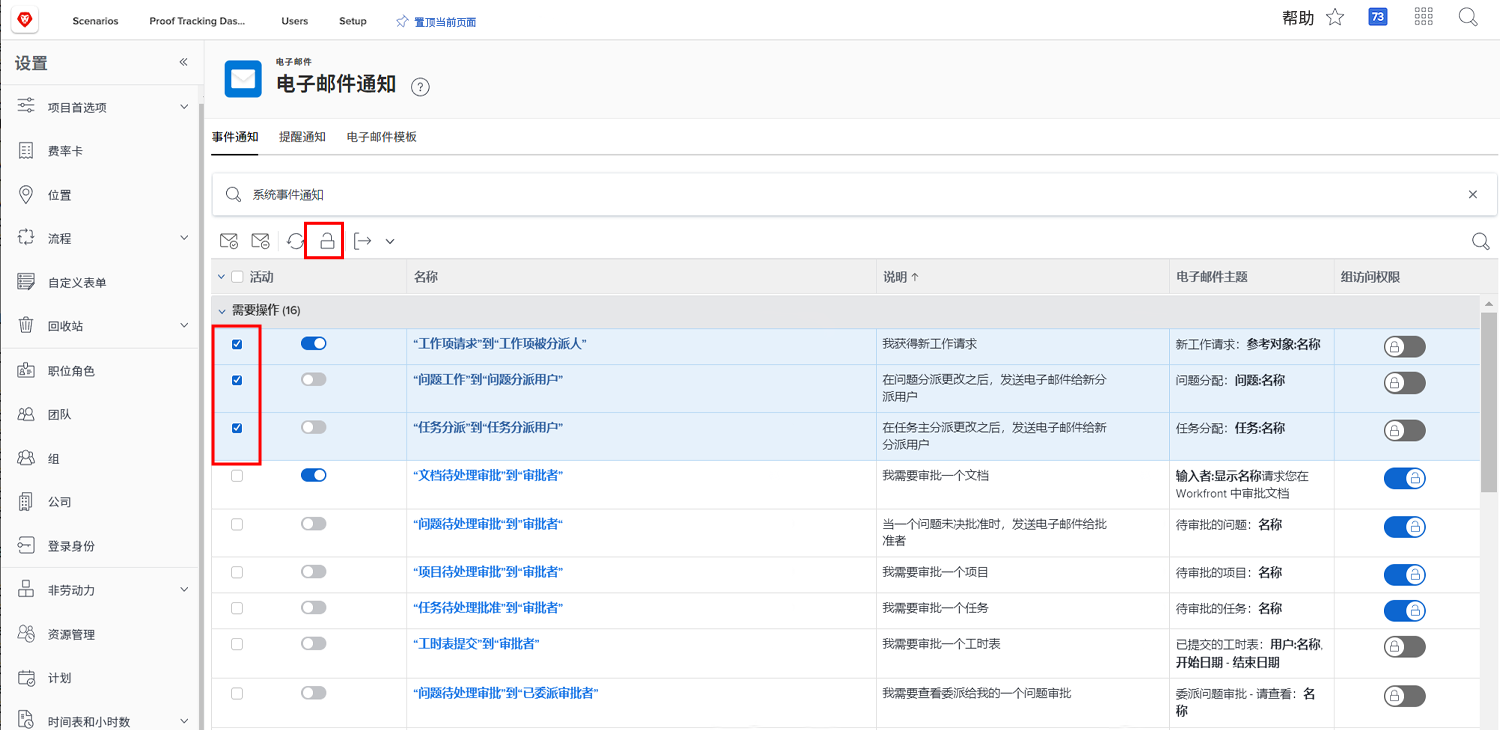 Scenarios Proof Tracking Das... Users Setup 置顶当前页面 帮助 73
设置
项目首选项
费率卡
位置
流程
自定义表单
回收站
职位角色
团队
组
公司
登录身份
非劳动力
资源管理
计划
时间表和小时数
电子邮件
电子邮件通知 ?
事件通知 提醒通知 电子邮件模板
系统事件通知
活动 名称 说明 电子邮件主题 组访问权限
需要操作 (16)
“工作项请求”到“工作项被分派人” 我获得新工作请求 新工作请求：参考对象:名称
“问题工作”到“问题分派用户” 在问题分派更改之后，发送电子邮件给新分 问题分配：问题:名称
派用户
“任务分派”到“任务分派用户” 在任务主分派更改之后，发送电子邮件给新 任务分配：任务:名称
分派用户
“文档待处理审批”到“审批者” 我需要审批一个文档 输入者:显示名称请求您在
Workfront 中审批文档
“问题待处理审批“到”审批者“ 当一个问题未决批准时，发送电子邮件给批 待审批的问题：名称
准者
“项目待处理审批”到“审批者” 我需要审批一个项目 待审批的项目：名称
“任务待处理批准”到“审批者” 我需要审批一个任务 待审批的任务：名称
“工时表提交”到“审批者” 我需要审批一个工时表 已提交的工时表：用户:名称,
开始日期 - 结束日期
“问题待处理审批”到“已委派审批者” 我需要查看委派给我的一个问题审批 委派问题审批 - 请查看：名
称